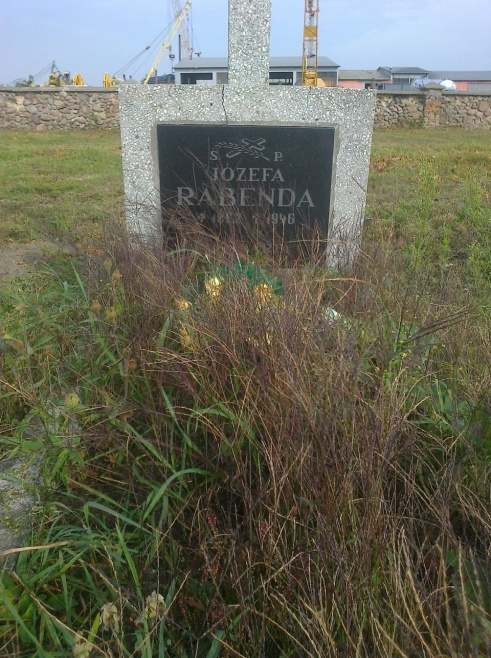 S. P.
JÓZEFA
RABENDA
1946